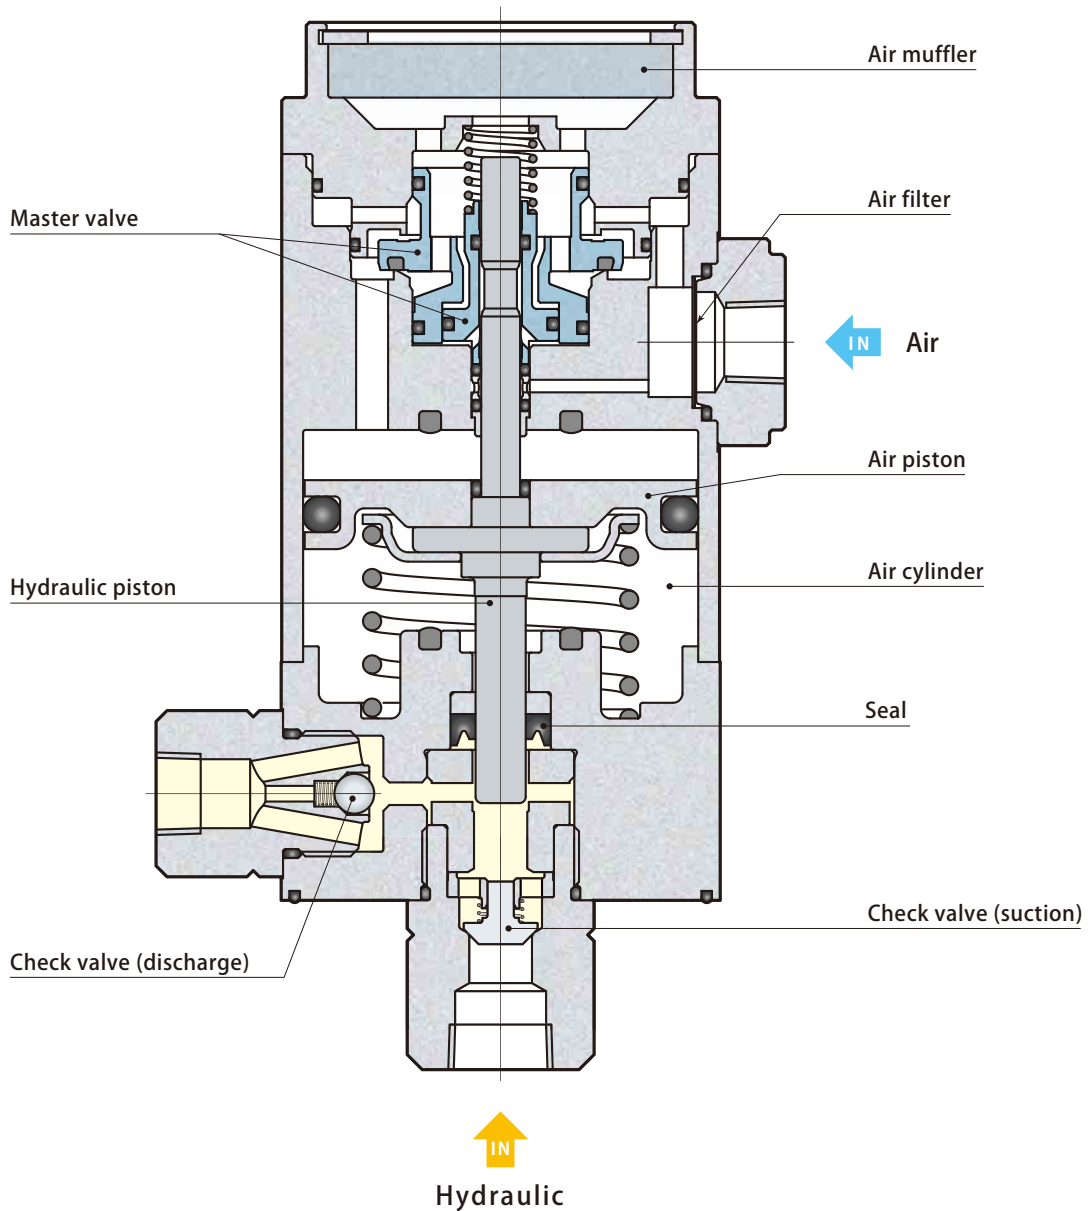 Air muffler
Air filter
Master valve
IN Air
Air piston
Air cylinder
Hydraulic piston
Seal
Check valve (suction)
Check valve (discharge)
IN
Hydraulic